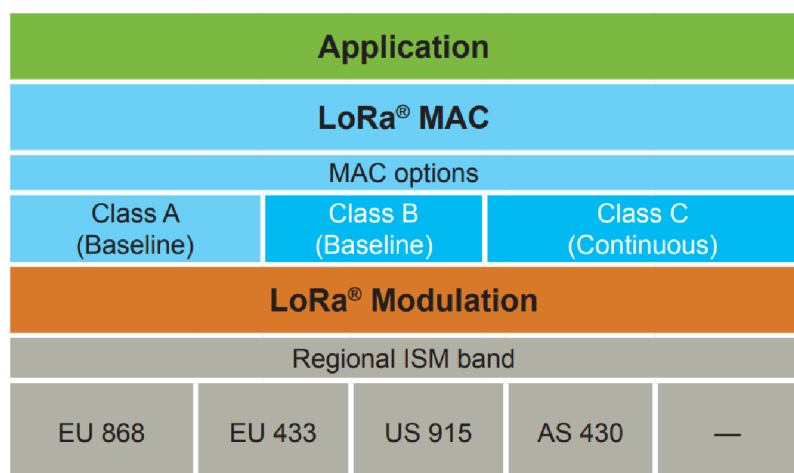 Application
LoRa® MAC
MAC options
Class A
(Baseline)
Class B
(Baseline)
Class C
(Continuous)
LoRa® Modulation
Regional ISM band
EU 868
EU 433
US 915
AS 430
—